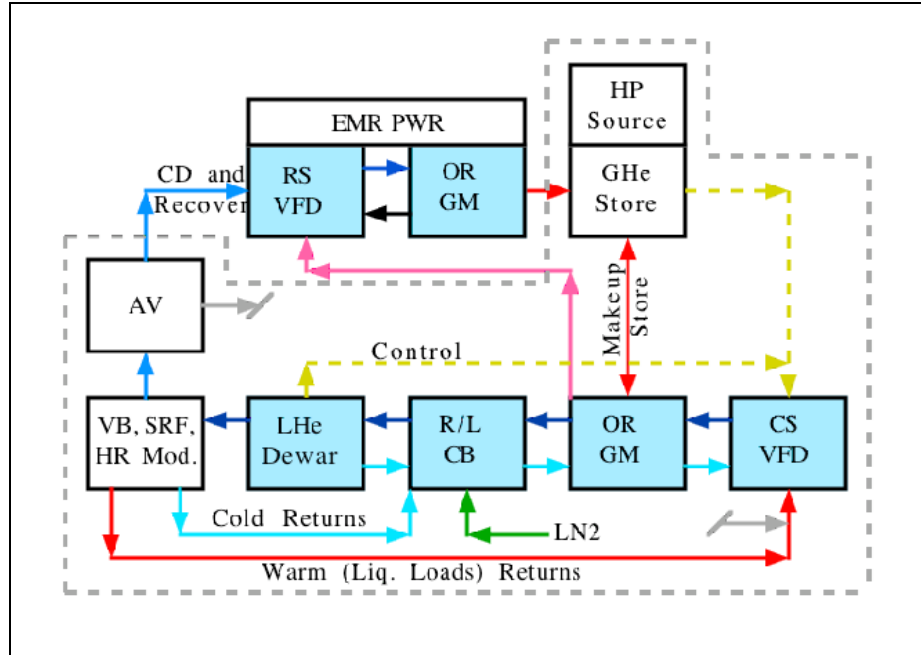 HP
Source
EMR PWR
CD and
Recover
RS
VFD
OR
GM
GHe
Store
AV
Makeup
Store
Control
VB, SRF,
HR Mod.
LHe
Dewar
R/L
CB
OR
GM
CS
VFD
Cold Returns
LN2
Warm (Liq. Loads) Returns